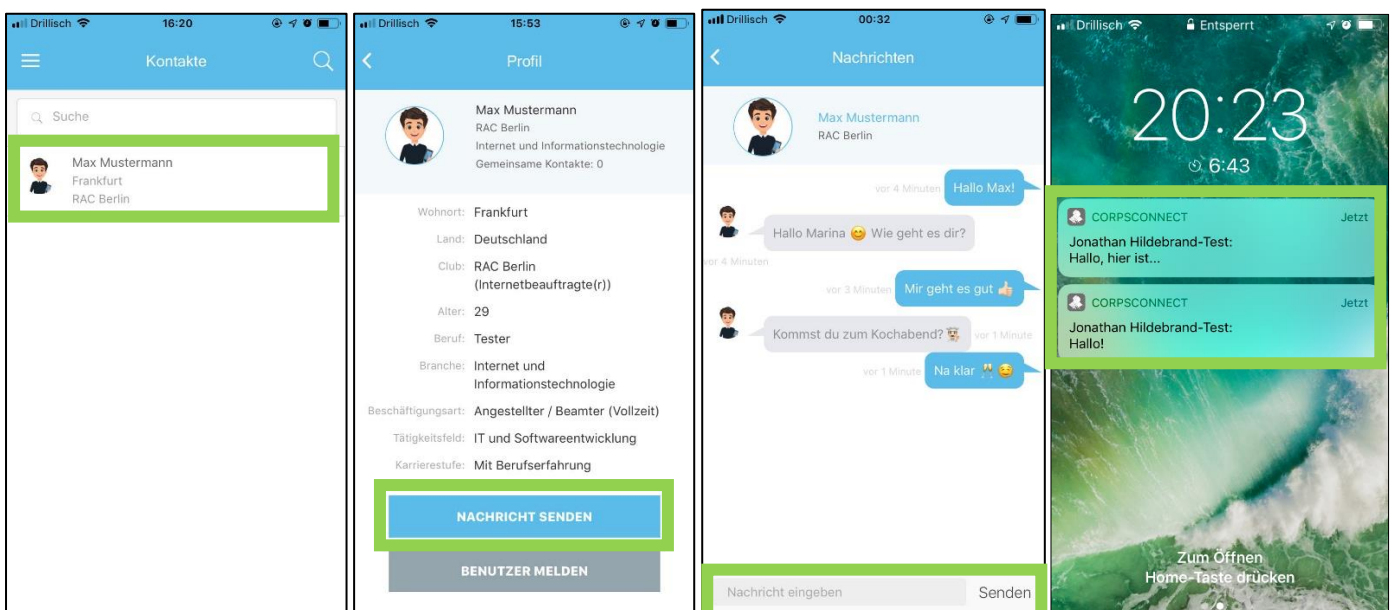 Drillisch
16:20
Kontakte
Suche
Max Mustermann
Frankfurt
RAC Berlin
Drillisch
15:53
Profil
Max Mustermann
RAC Berlin
Internet und Informationstechnologie
Gemeinsame Kontakte: 0
Wohnort: Frankfurt
Land: Deutschland
Club: RAC Berlin
(Internetbeauftragte(r))
Alter: 29
Beruf: Tester
Branche: Internet und
Informationstechnologie
Beschäftigungsart: Angestellter / Beamter (Vollzeit)
Tätigkeitsfeld: IT und Softwareentwicklung
Karrierestufe: Mit Berufserfahrung
NACHRICHT SENDEN
BENUTZER MELDEN
Drillisch
00:32
Nachrichten
Max Mustermann
RAC Berlin
vor 4 Minuten Hallo Max!
Hallo Marina 😊 Wie geht es dir?
vor 4 Minuten
vor 3 Minuten Mir geht es gut 👍🏻
Kommst du zum Kochabend? 👨🏻‍🍳 vor 1 Minute
vor 1 Minute Na klar 🥂 😋
Nachricht eingeben Senden
Drillisch
Entsperrt
20:23
6:43
CORPSCONNECT Jetzt
Jonathan Hildebrand-Test:
Hallo, hier ist...
CORPSCONNECT Jetzt
Jonathan Hildebrand-Test:
Hallo!
Zum Öffnen
Home-Taste drücken